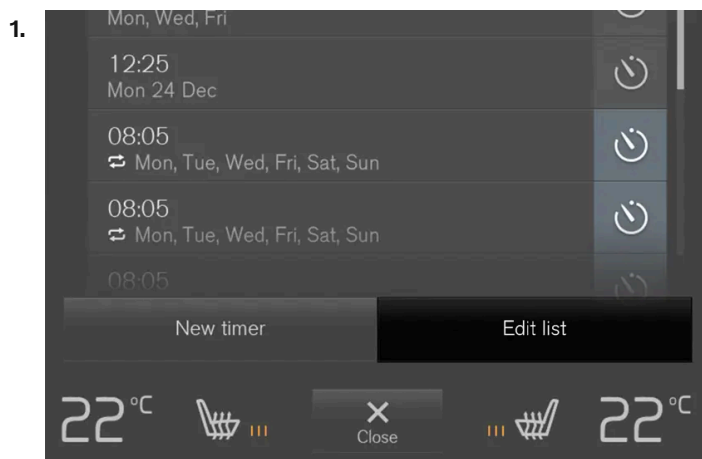 1.
Mon, Wed, Fri
12:25
Mon 24 Dec
08:05
Mon, Tue, Wed, Fri, Sat, Sun
08:05
Mon, Tue, Wed, Fri, Sat, Sun
08:05
New timer Edit list
22°C 22°C
Close